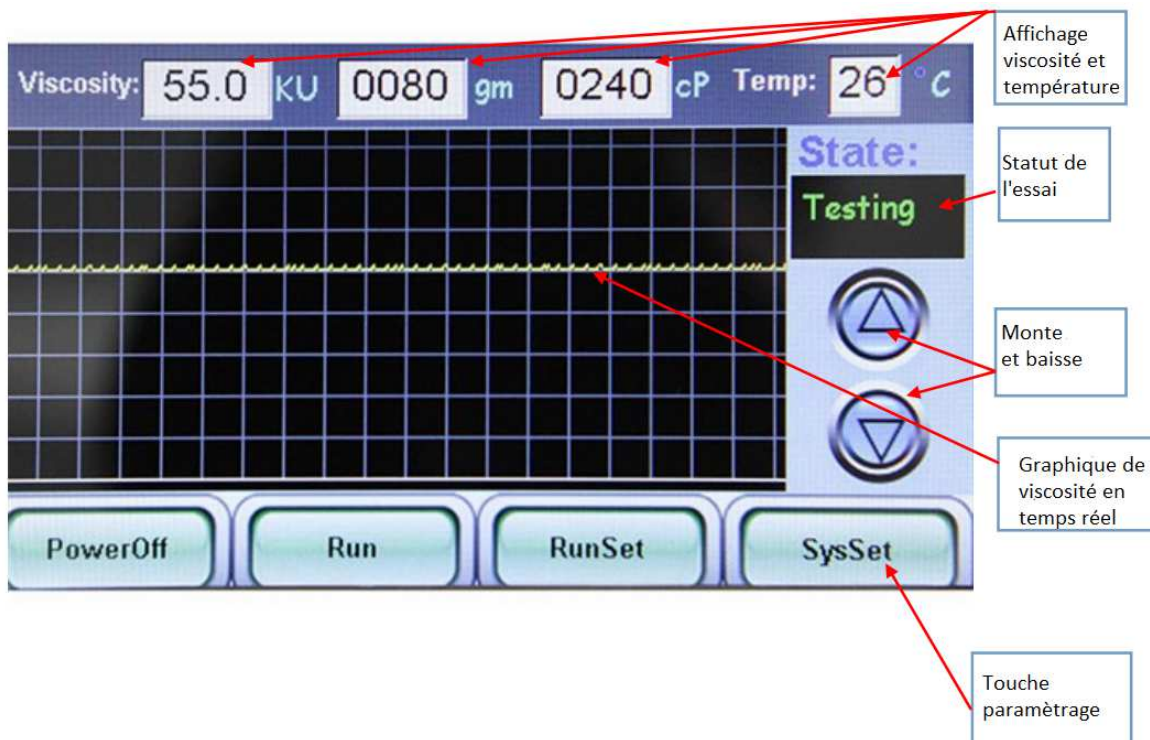 Viscosity: 55.0 KU 0080 gm 0240 cP Temp: 26 °C
Affichage
viscosité et
température
State:
Testing
Statut de
l'essai
Monte
et baisse
Graphique de
viscosité en
temps réel
PowerOff Run RunSet SysSet
Touche
paramètrage